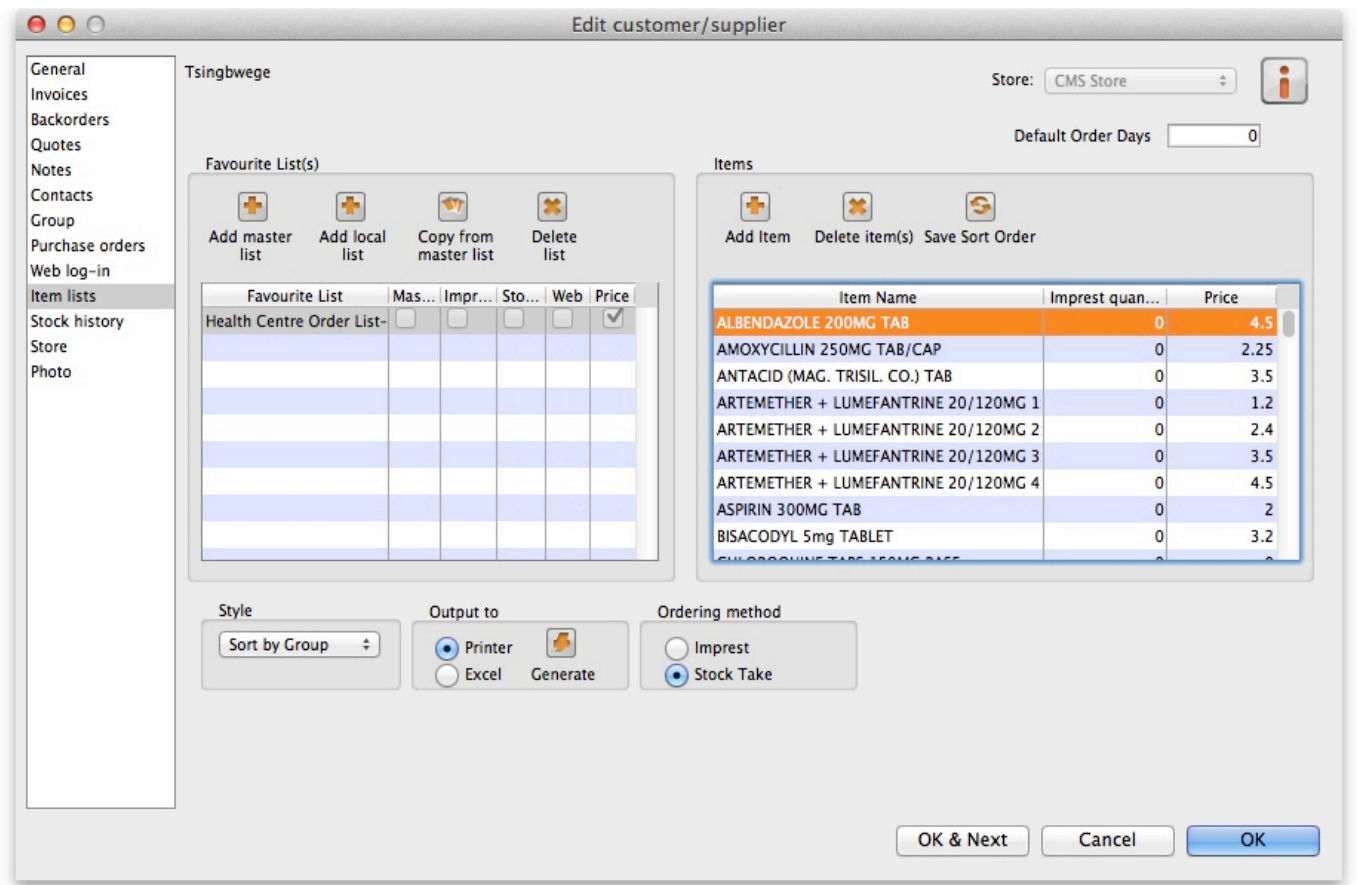 Edit customer/supplier
General
Invoices
Backorders
Quotes
Notes
Contacts
Group
Purchase orders
Web log-in
Item lists
Stock history
Store
Photo
Tsingbwege
Store: CMS Store
Default Order Days 0
Favourite List(s)
Add master list
Add local list
Copy from master list
Delete list
Favourite List Mas... Impr... Sto... Web Price
Health Centre Order List-
Items
Add Item Delete item(s) Save Sort Order
Item Name Imprest quan... Price
ALBENDAZOLE 200MG TAB 0 4.5
AMOXYCILLIN 250MG TAB/CAP 0 2.25
ANTACID (MAG. TRISIL. CO.) TAB 0 3.5
ARTEMETHER + LUMEFANTRINE 20/120MG 1 0 1.2
ARTEMETHER + LUMEFANTRINE 20/120MG 2 0 2.4
ARTEMETHER + LUMEFANTRINE 20/120MG 3 0 3.5
ARTEMETHER + LUMEFANTRINE 20/120MG 4 0 4.5
ASPIRIN 300MG TAB 0 2
BISACODYL 5mg TABLET 0 3.2
Style
Sort by Group
Output to
Printer
Excel
Generate
Ordering method
Imprest
Stock Take
OK & Next Cancel OK